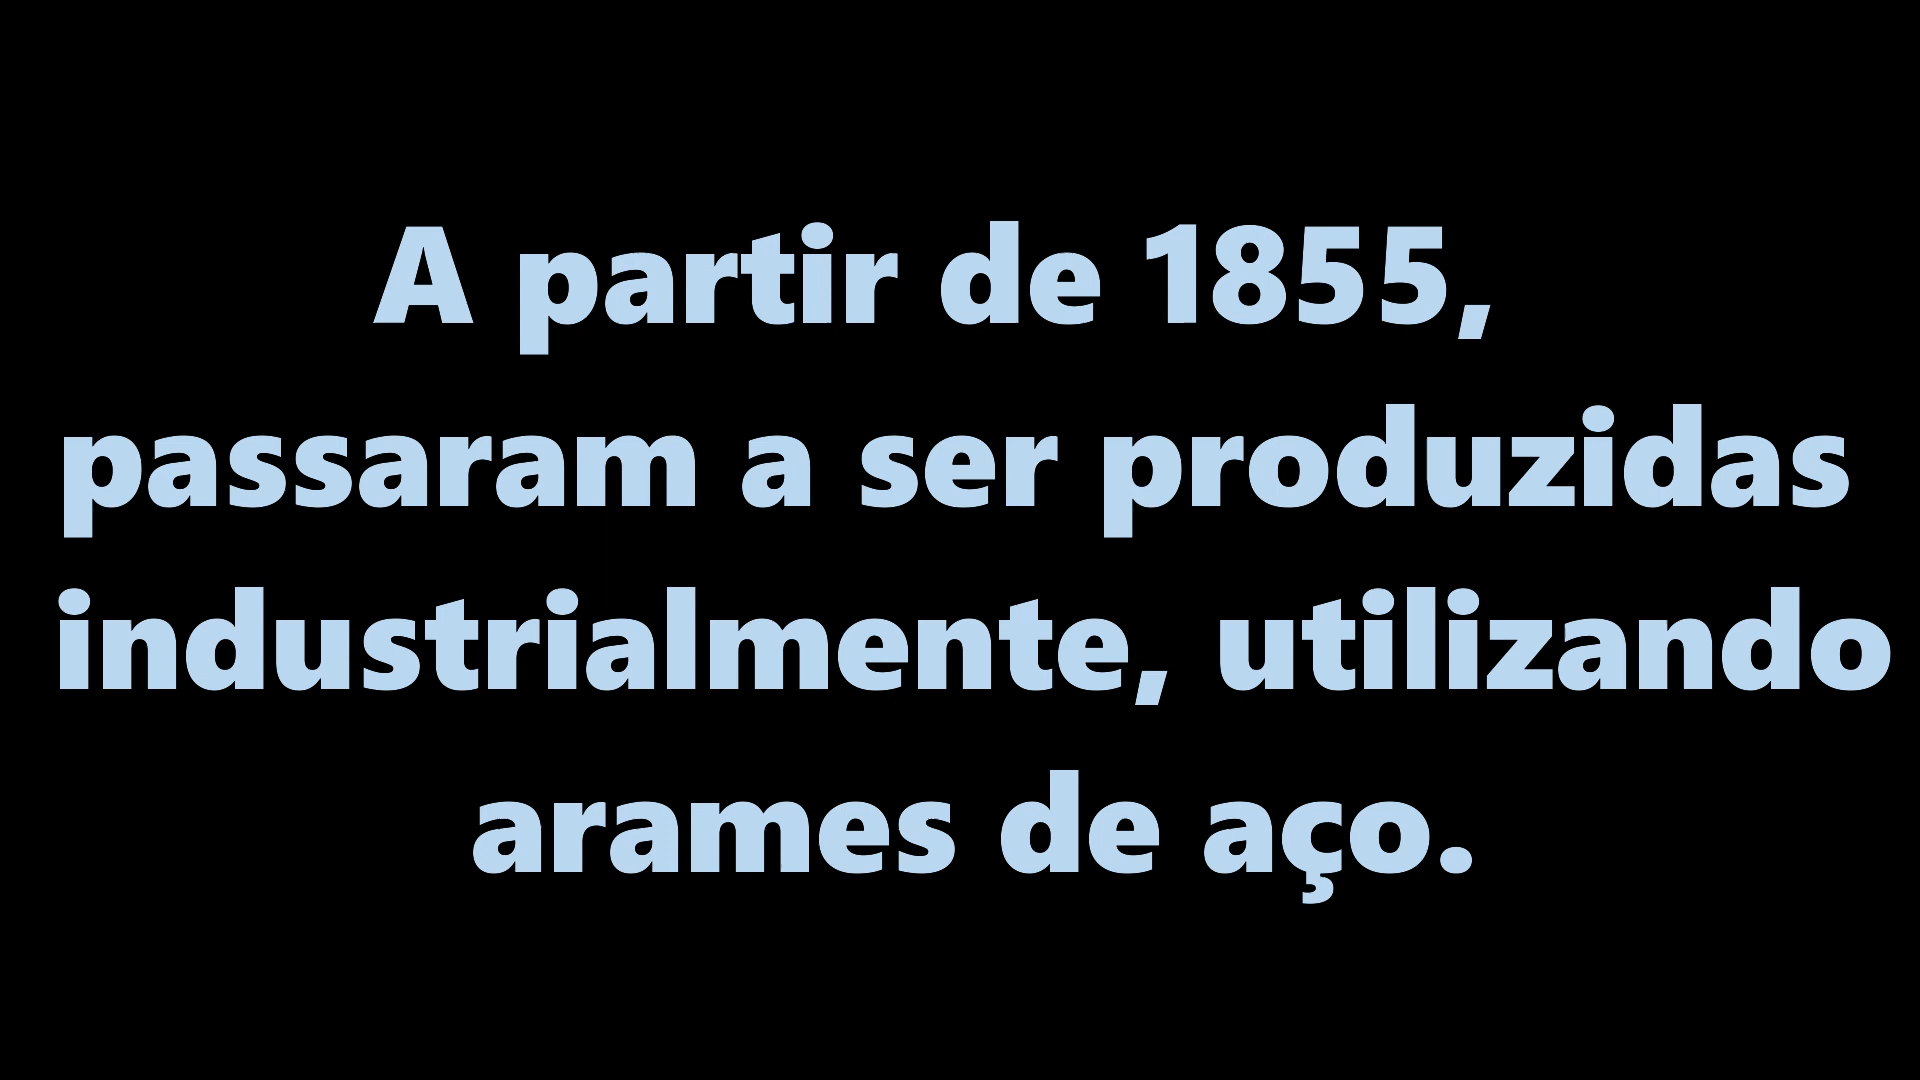 A partir de 1855,
passaram a ser produzidas
industrialmente, utilizando
arames de aço.